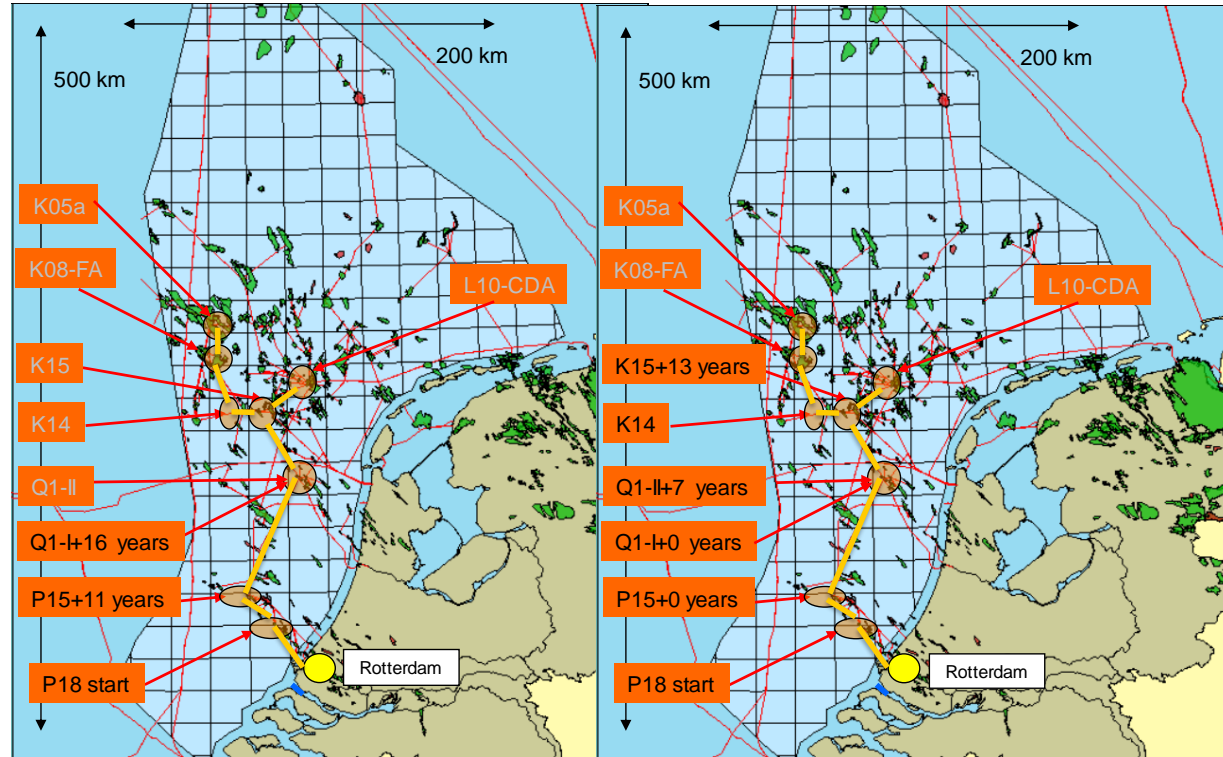 200 km
500 km
K05a
K08-FA
L10-CDA
K15
K14
Q1-II
Q1-I+16 years
P15+11 years
P18 start
Rotterdam
200 km
500 km
K05a
K08-FA
L10-CDA
K15+13 years
K14
Q1-II+7 years
Q1-I+0 years
P15+0 years
P18 start
Rotterdam